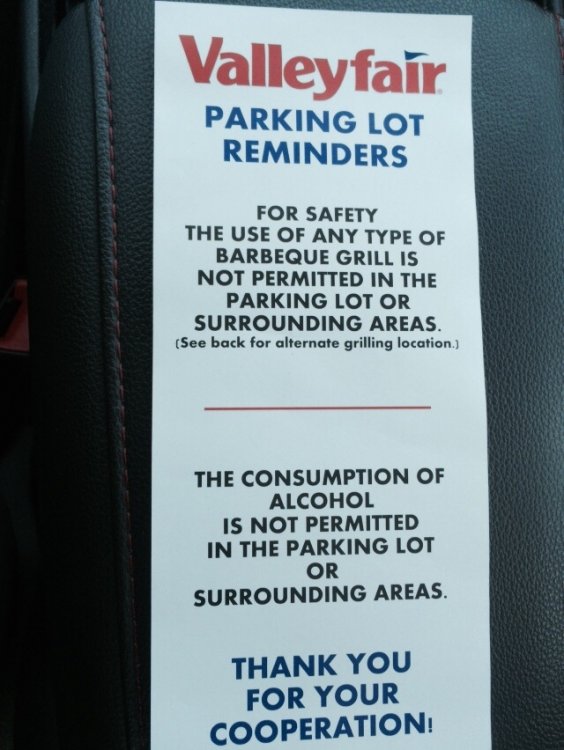 Valleyfair
PARKING LOT
REMINDERS
FOR SAFETY
THE USE OF ANY TYPE OF
BARBEQUE GRILL IS
NOT PERMITTED IN THE
PARKING LOT OR
SURROUNDING AREAS.
(See back for alternate grilling location.)
THE CONSUMPTION OF
ALCOHOL
IS NOT PERMITTED
IN THE PARKING LOT
OR
SURROUNDING AREAS.
THANK YOU
FOR YOUR
COOPERATION!